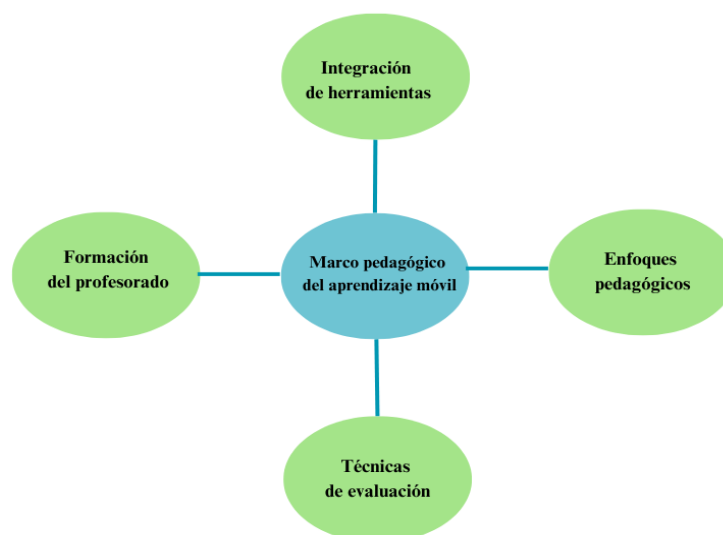 Integración
de herramientas
Formación
del profesorado
Marco pedagógico
del aprendizaje móvil
Enfoques
pedagógicos
Técnicas
de evaluación